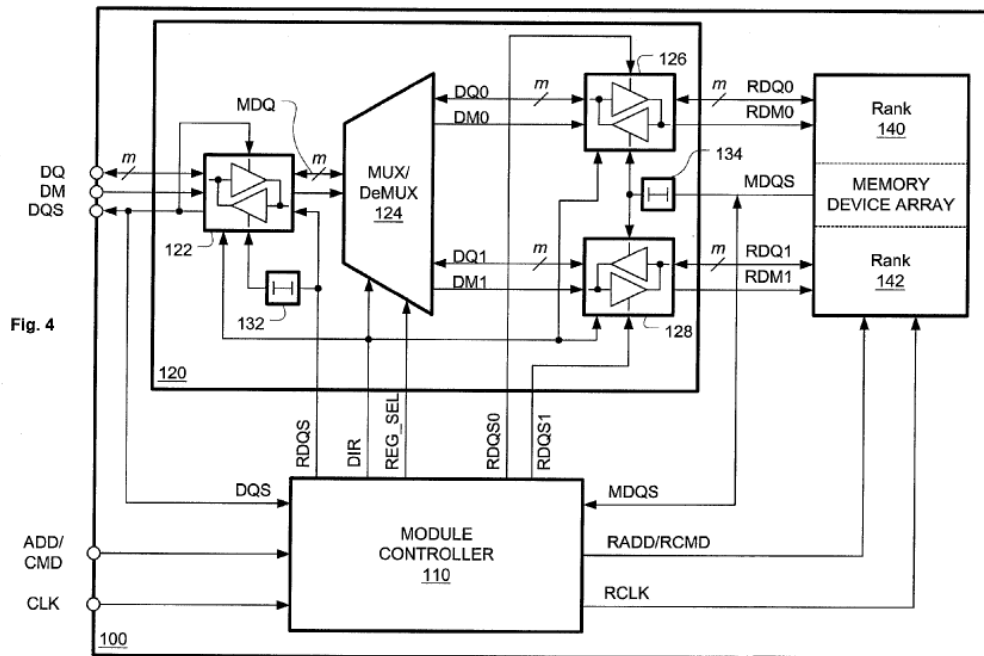 126
DQ0
m
m
RDQ0
MDQ
DM0
RDM0
Rank
140
134
m
m
DQ
MUX/
DeMUX
124
MDQS
MEMORY
DEVICE ARRAY
DM
DQS
122
DQ1
m
m
RDQ1
DM1
RDM1
Rank
142
132
128
Fig. 4
120
RDQS
DIR
REG_SEL
RDQS0
RDQS1
DQS
MDQS
MODULE
CONTROLLER
110
ADD/
CMD
RADD/RCMD
CLK
RCLK
100